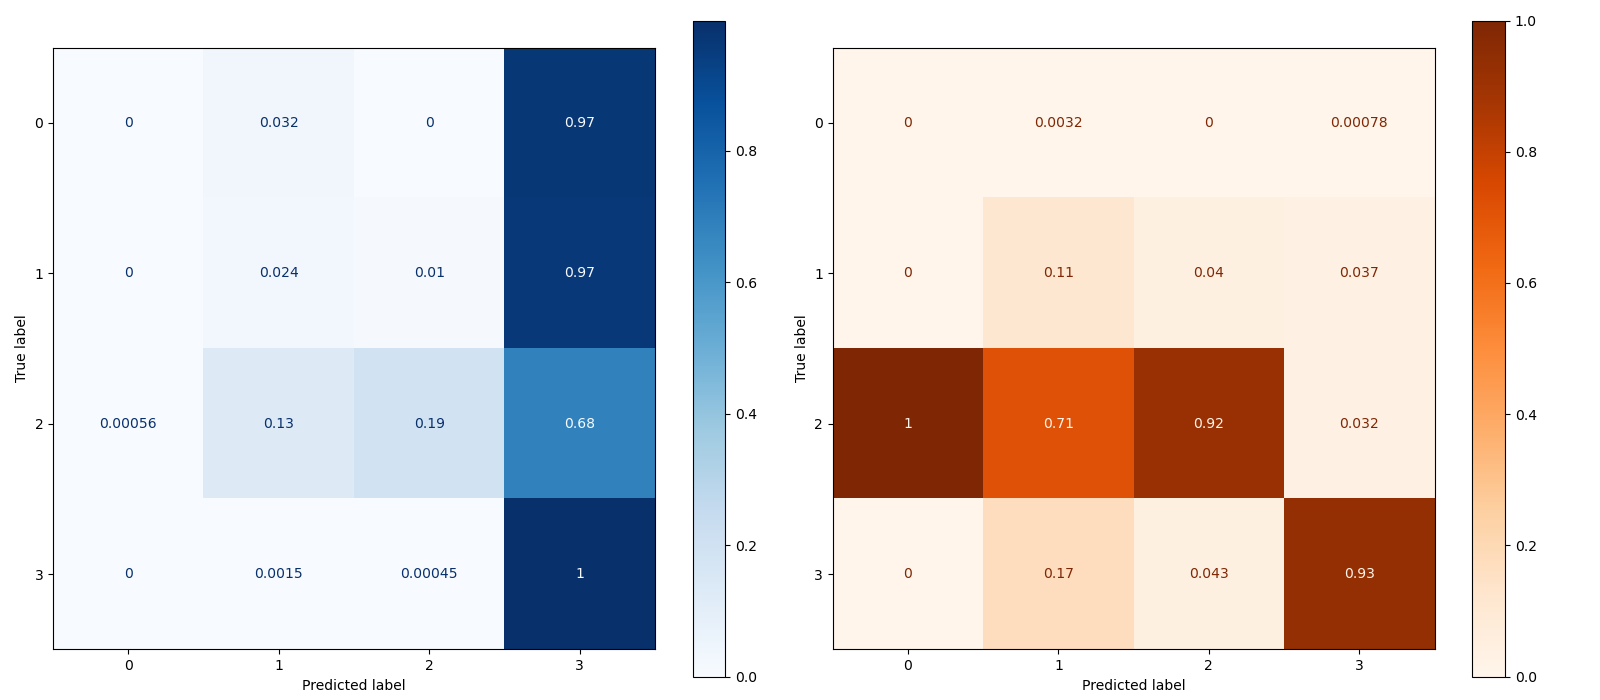 0 0 0.032 0 0.97
1 0 0.024 0.01 0.97
2 0.00056 0.13 0.19 0.68
3 0 0.0015 0.00045 1
0 1 2 3
Predicted label
True label
0.8
0.6
0.4
0.2
0.0
0 0 0.0032 0 0.00078
1 0 0.11 0.04 0.037
2 1 0.71 0.92 0.032
3 0 0.17 0.043 0.93
0 1 2 3
Predicted label
True label
1.0
0.8
0.6
0.4
0.2
0.0